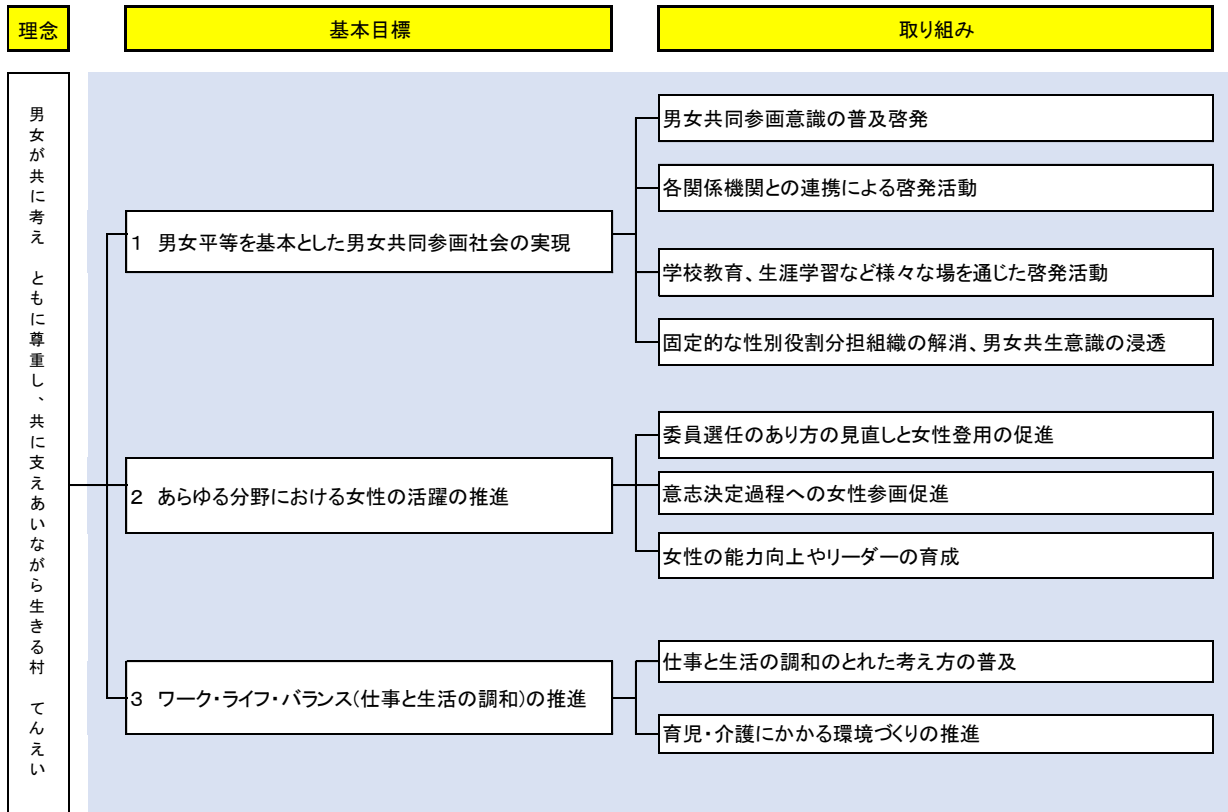 理念
基本目標
取り組み
男女が共に考え　ともに尊重し、共に支えあいながら生きる村　てんえい
1　男女平等を基本とした男女共同参画社会の実現
男女共同参画意識の普及啓発
各関係機関との連携による啓発活動
学校教育、生涯学習など様々な場を通じた啓発活動
固定的な性別役割分担組織の解消、男女共生意識の浸透
2　あらゆる分野における女性の活躍の推進
委員選任のあり方の見直しと女性登用の促進
意志決定過程への女性参画促進
女性の能力向上やリーダーの育成
3　ワーク・ライフ・バランス(仕事と生活の調和)の推進
仕事と生活の調和のとれた考え方の普及
育児・介護にかかる環境づくりの推進